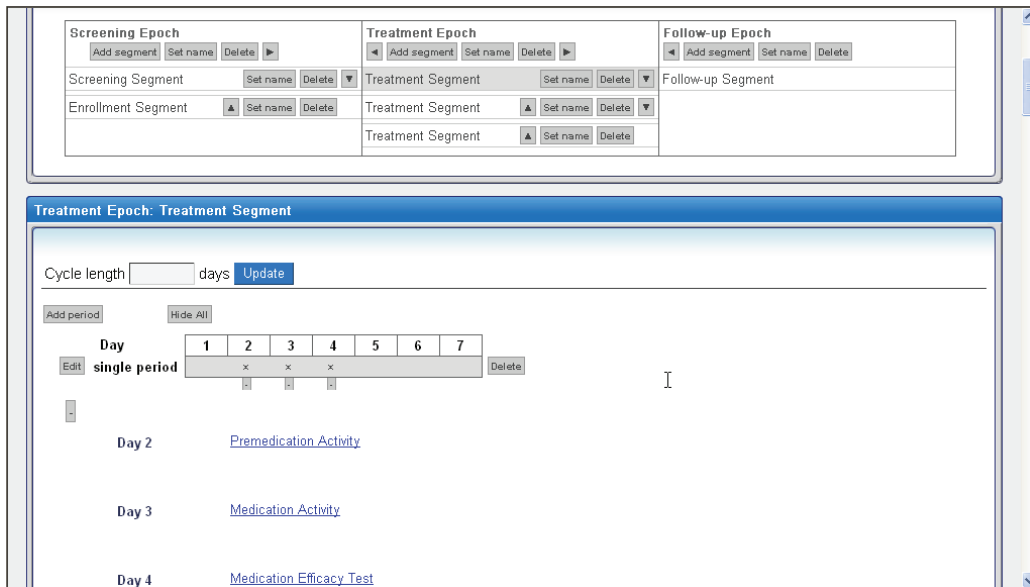 Screening Epoch Treatment Epoch Follow-up Epoch
Add segment Set name Delete ► ◄ Add segment Set name Delete ► ◄ Add segment Set name Delete
Screening Segment Set name Delete ▼ Treatment Segment Set name Delete ▼ Follow-up Segment
Enrollment Segment ▲ Set name Delete Treatment Segment ▲ Set name Delete ▼
Treatment Segment ▲ Set name Delete
Treatment Epoch: Treatment Segment
Cycle length days Update
Add period Hide All
Day 1 2 3 4 5 6 7
Edit single period × × × Delete
- - -
-
Day 2 Premedication Activity
Day 3 Medication Activity
Day 4 Medication Efficacy Test